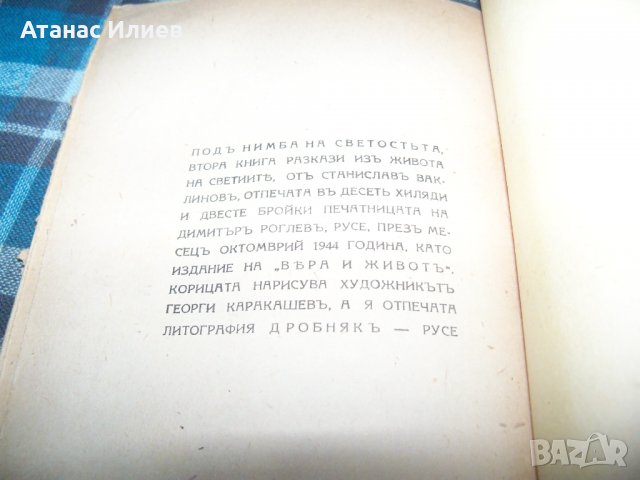 Атанас Илиев
ПОДЪ НИМБА НА СВЕТОСТЬТА,
ВТОРА КНИГА РАЗКАЗИ ИЗЪ ЖИВОТА
НА СВЕТИИТѢ, ОТЪ СТАНИСЛАВЪ ВАК-
ЛИНОВЪ, ОТПЕЧАТА ВЪ ДЕСЕТЬ ХИЛЯДИ
И ДВЕСТЕ БРОЙКИ ПЕЧАТНИЦАТА НА
ДИМИТЪРЪ РОГЛЕВЪ, РУСЕ, ПРЕЗЪ МЕ-
СЕЦЪ ОКТОМВРИЙ 1944 ГОДИНА, КАТО
ИЗДАНИЕ НА „ВѢРА И ЖИВОТЪ“,
КОРИЦАТА НАРИСУВА ХУДОЖНИКЪТЪ
ГЕОРГИ КАРАКАШЕВЪ, А Я ОТПЕЧАТА
ЛИТОГРАФИЯ ДРОБНЯКЪ — РУСЕ
BAZAR